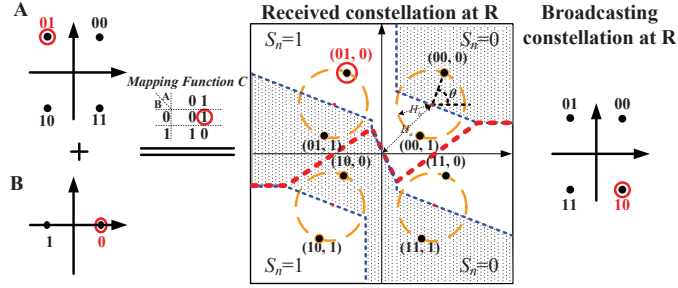 A
01
00
10
11
+
B
1
0
Mapping Function C
A
B
0 1
0
0 1
1
1 0
Received constellation at R
Sn=1
Sn=0
(01, 0)
(00, 0)
θ
H
H
(01, 1)
(00, 1)
(10, 0)
(11, 0)
(10, 1)
(11, 1)
Sn=1
Sn=0
Broadcasting
constellation at R
01
00
11
10